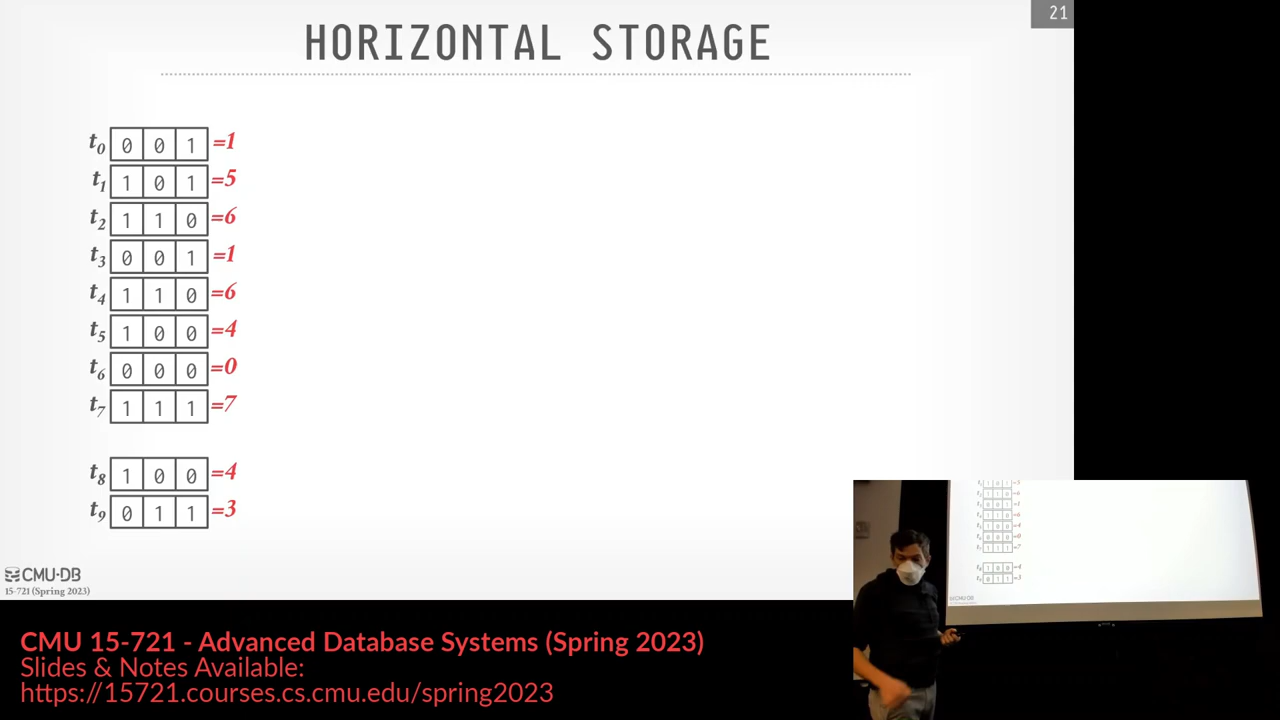 21
HORIZONTAL STORAGE
t0 0 0 1 =1
t1 1 0 1 =5
t2 1 1 0 =6
t3 0 0 1 =1
t4 1 1 0 =6
t5 1 0 0 =4
t6 0 0 0 =0
t7 1 1 1 =7
t8 1 0 0 =4
t9 0 1 1 =3
CMU·DB
15-721 (Spring 2023)
CMU 15-721 - Advanced Database Systems (Spring 2023)
Slides & Notes Available:
https://15721.courses.cs.cmu.edu/spring2023